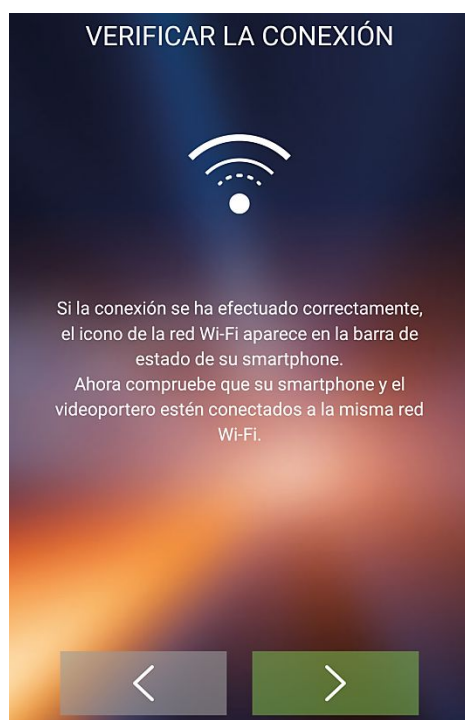 VERIFICAR LA CONEXIÓN
Si la conexión se ha efectuado correctamente,
el icono de la red Wi-Fi aparece en la barra de
estado de su smartphone.
Ahora compruebe que su smartphone y el
videoportero estén conectados a la misma red
Wi-Fi.